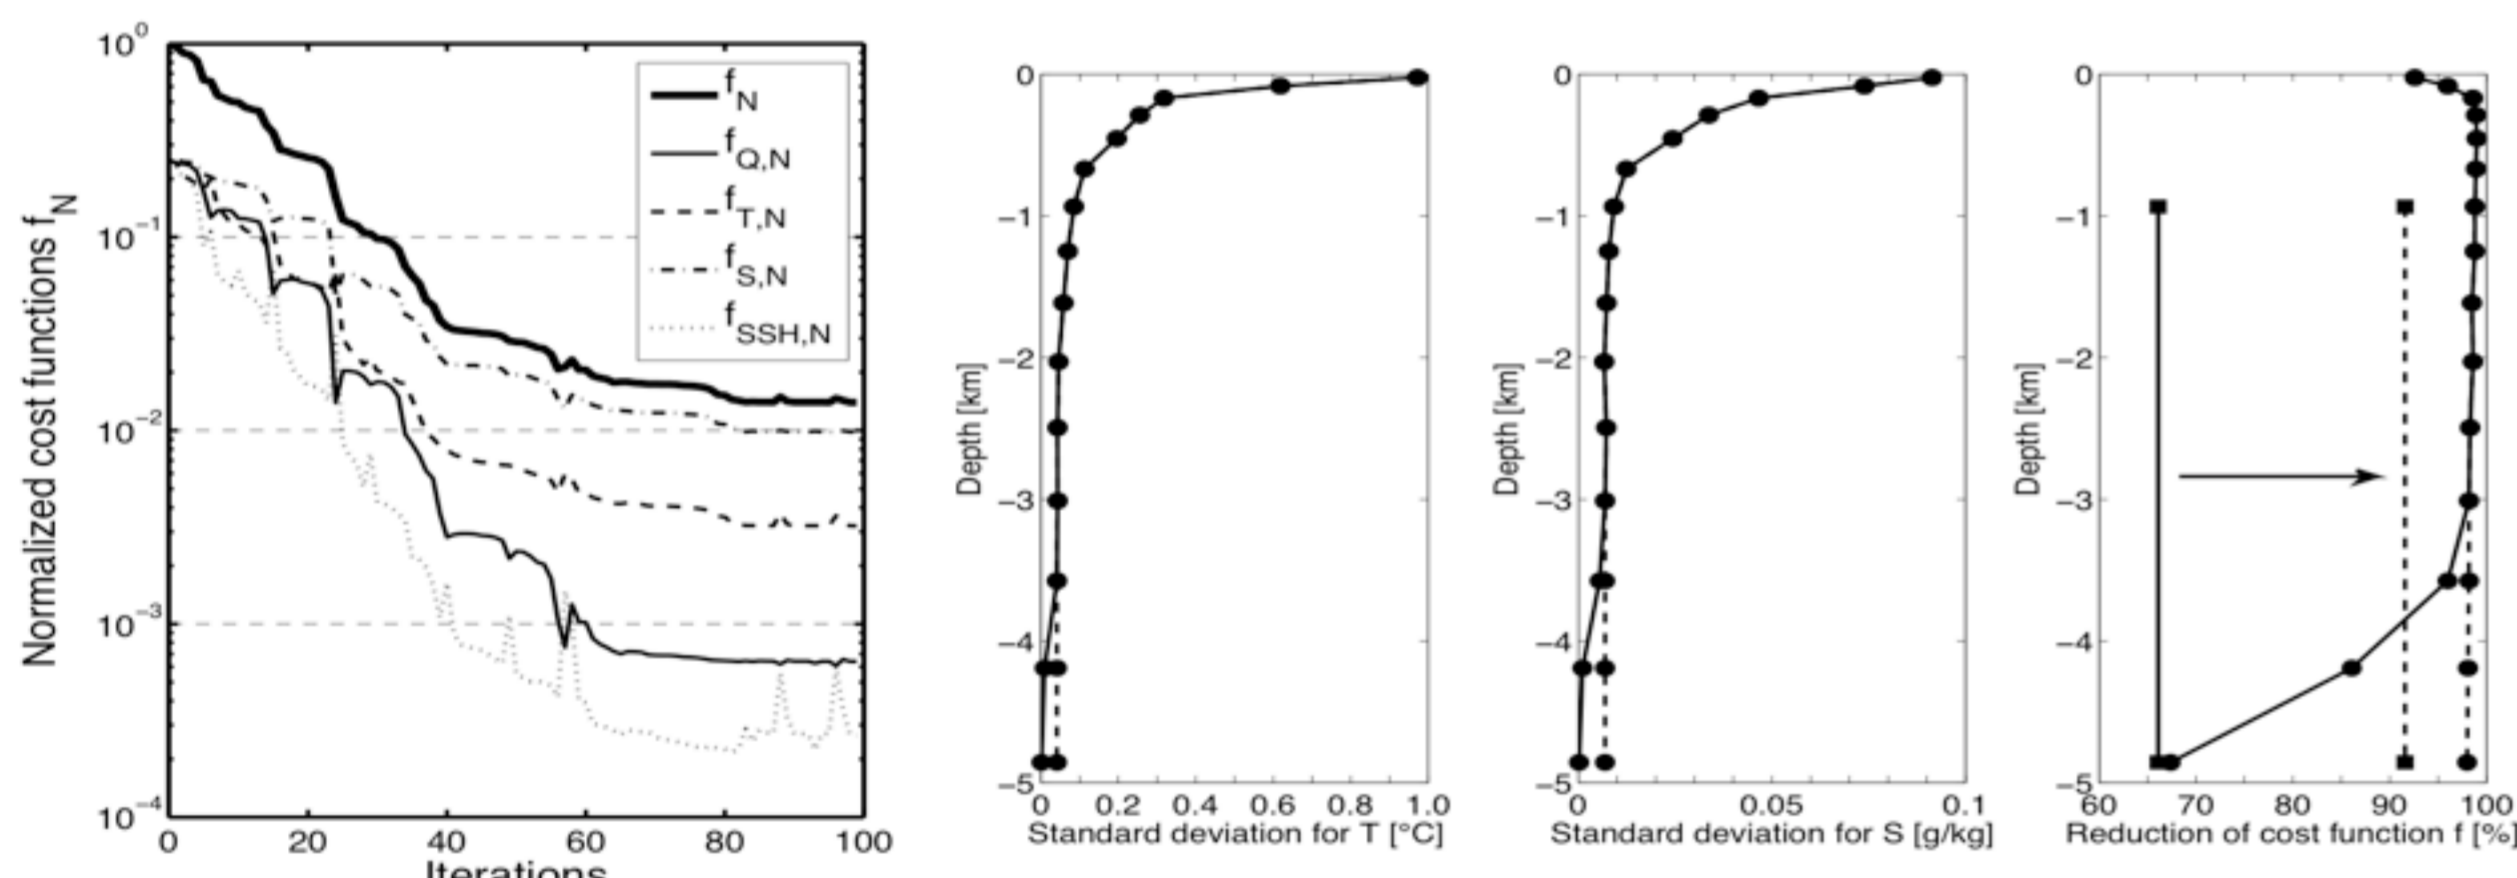 Normalized cost functions f_N
10^0
10^−1
10^−2
10^−3
10^−4
0 20 40 60 80 100
Iterations
f_N
f_Q,N
f_T,N
f_S,N
f_SSH,N
Depth [km]
0
−1
−2
−3
−4
−5
0 0.2 0.4 0.6 0.8 1.0
Standard deviation for T [°C]
Depth [km]
0
−1
−2
−3
−4
−5
0 0.05 0.1
Standard deviation for S [g/kg]
Depth [km]
0
−1
−2
−3
−4
−5
60 70 80 90 100
Reduction of cost function f [%]